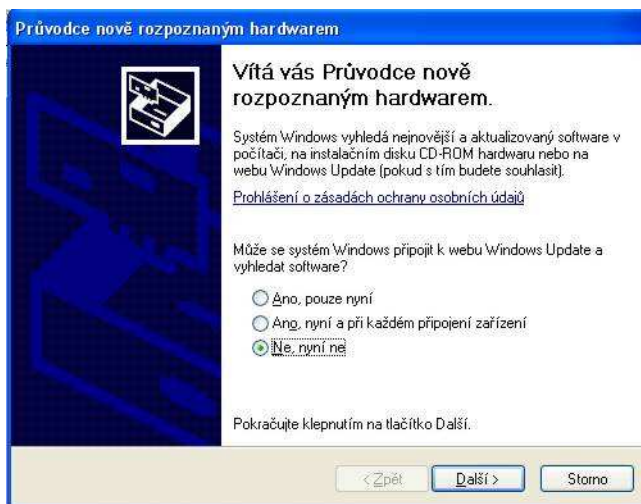 Průvodce nově rozpoznaným hardwarem
Vítá vás Průvodce nově
rozpoznaným hardwarem.
Systém Windows vyhledá nejnovější a aktualizovaný software v
počítači, na instalačním disku CD-ROM hardwaru nebo na
webu Windows Update (pokud s tím budete souhlasit).
Prohlášení o zásadách ochrany osobních údajů
Může se systém Windows připojit k webu Windows Update a
vyhledat software?
Ano, pouze nyní
Ano, nyní a při každém připojení zařízení
Ne, nyní ne
Pokračujte klepnutím na tlačítko Další.
< Zpět
Další >
Storno